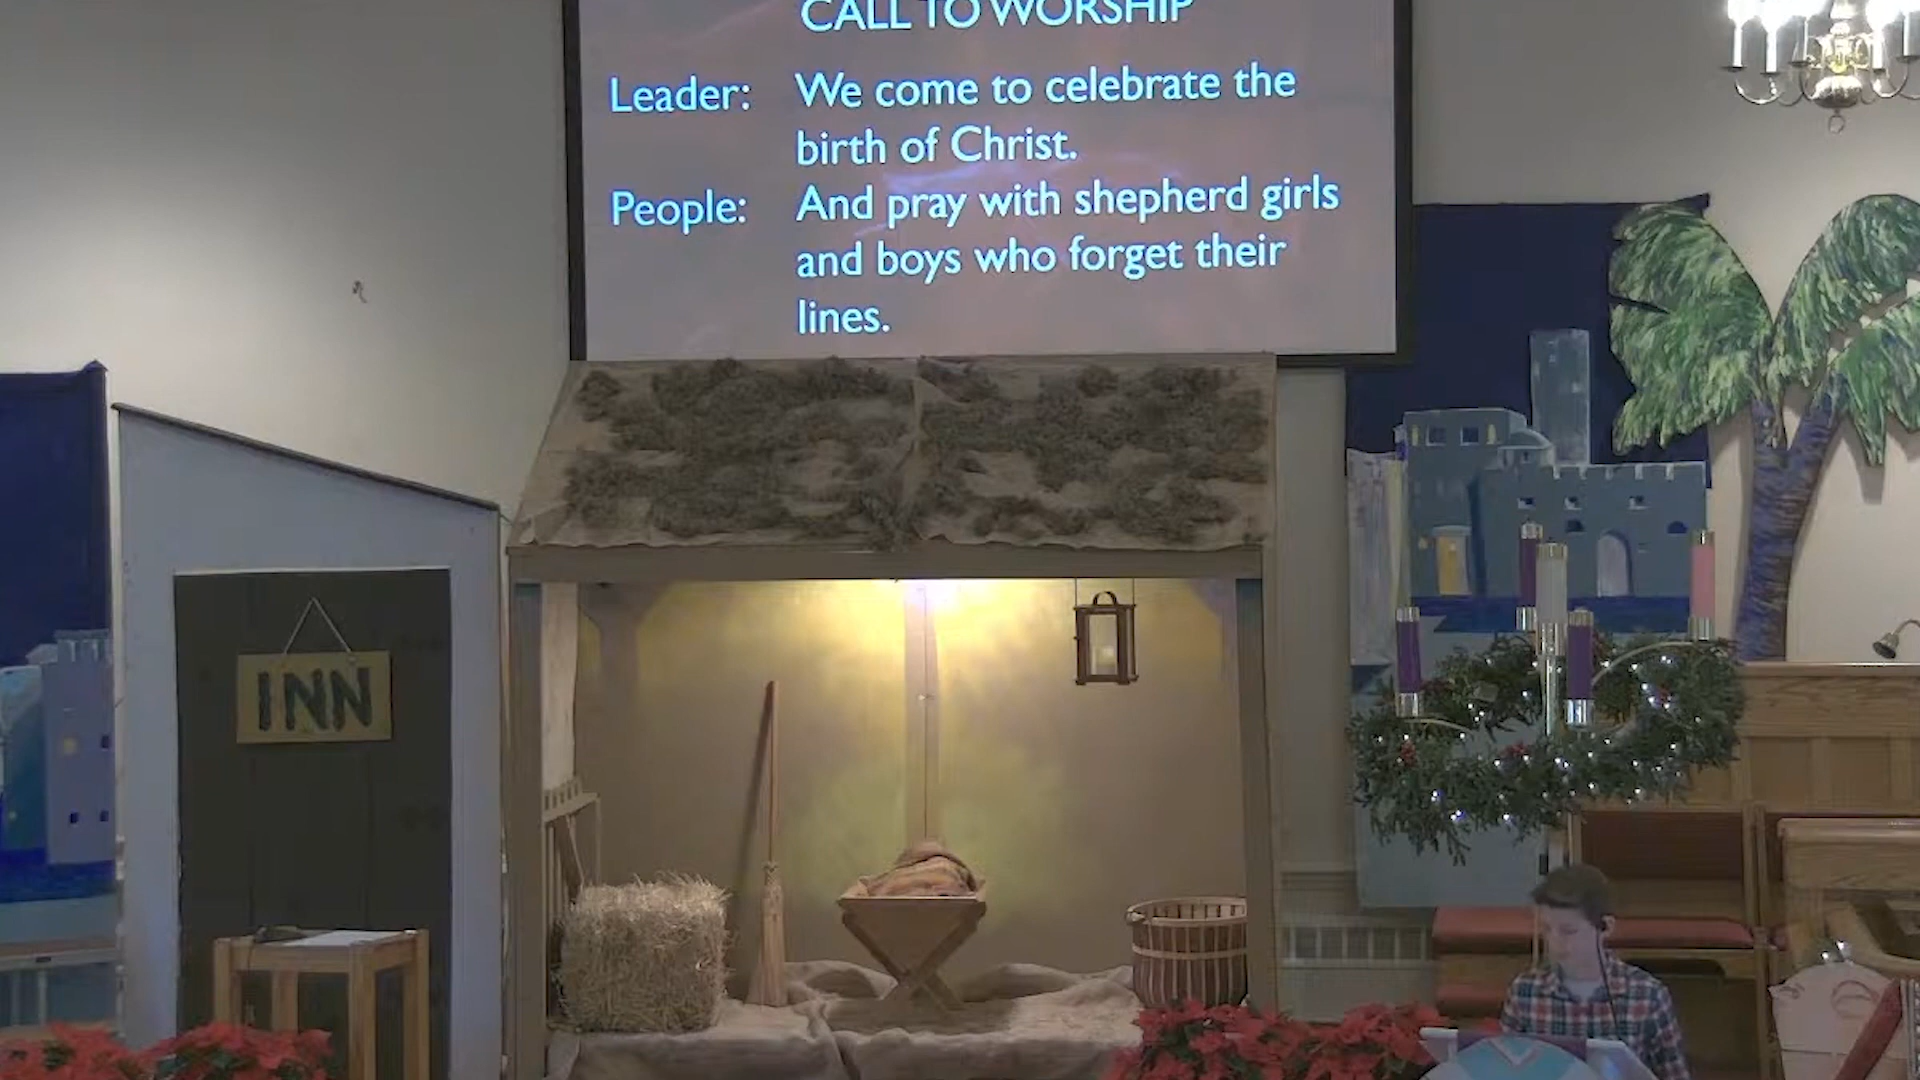 CALL TO WORSHIP
Leader: We come to celebrate the
birth of Christ.
People: And pray with shepherd girls
and boys who forget their
lines.
INN